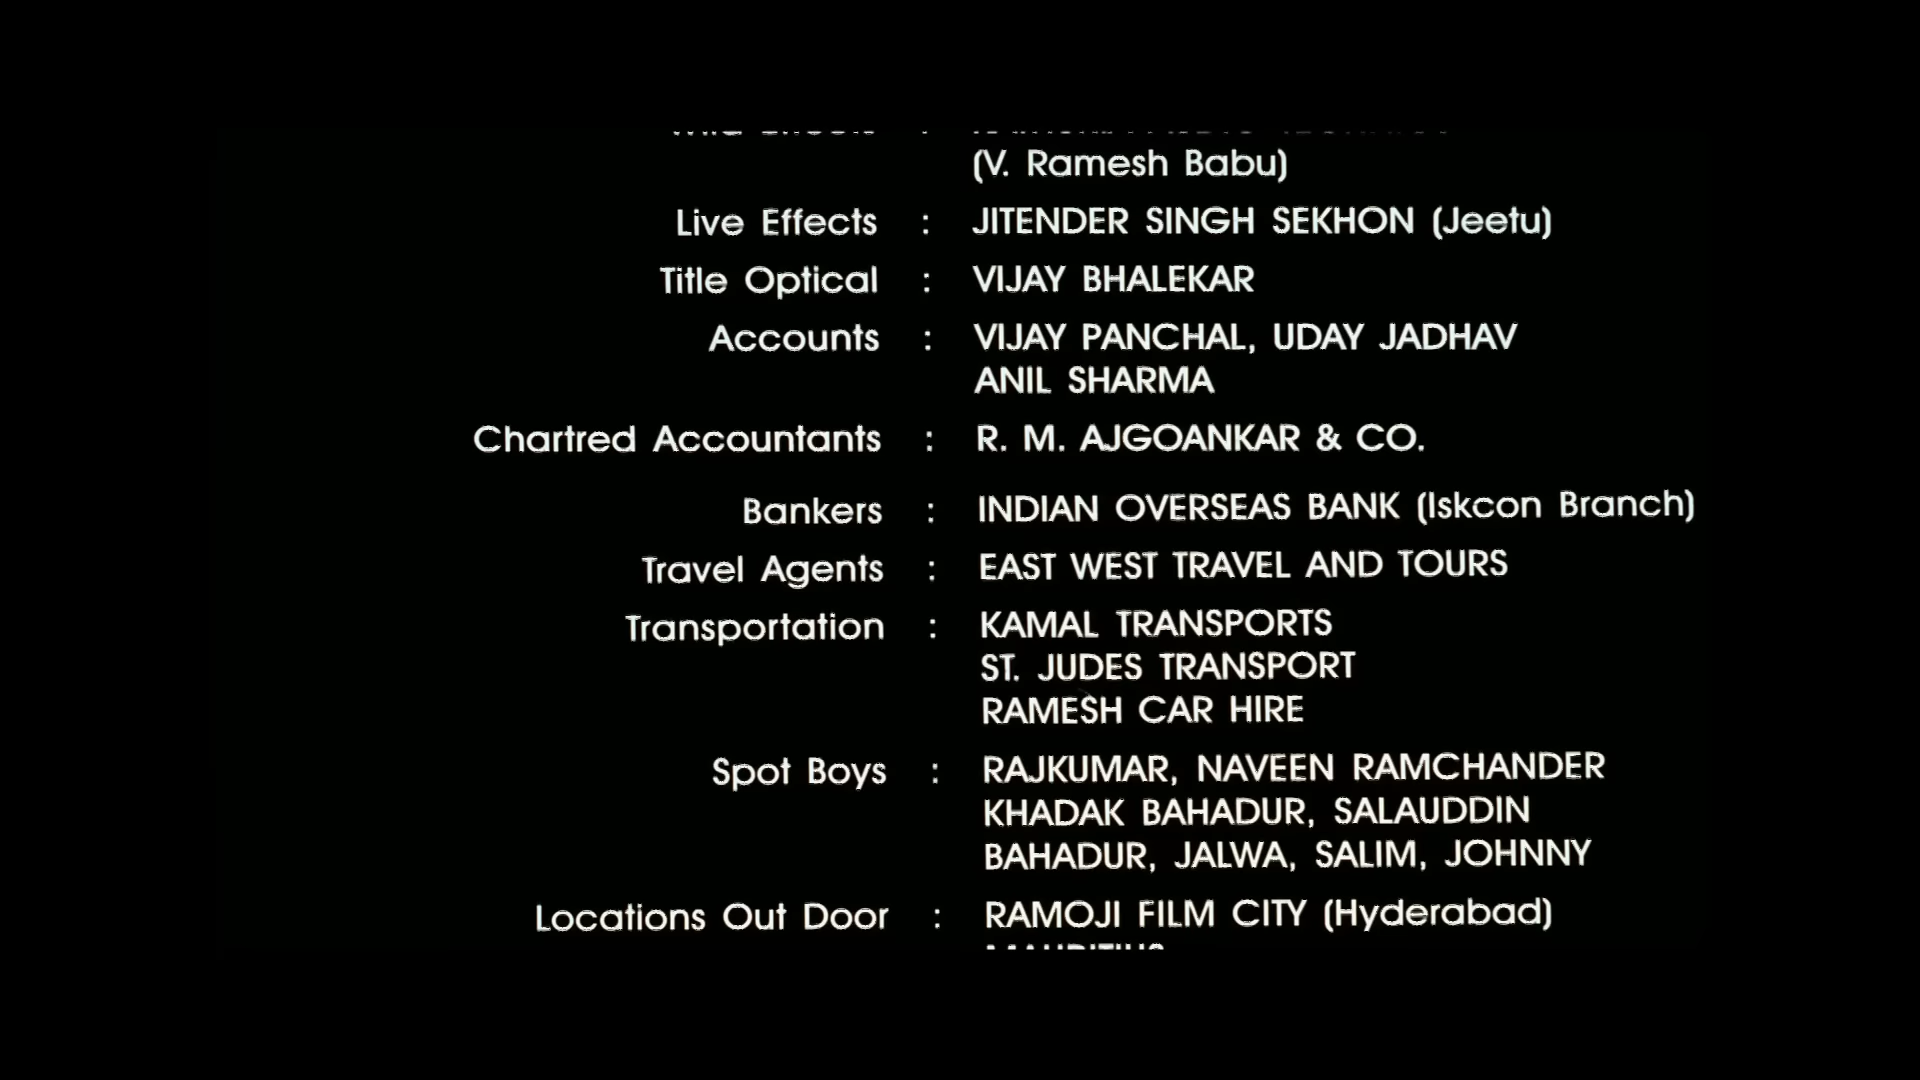 (V. Ramesh Babu)
Live Effects : JITENDER SINGH SEKHON (Jeetu)
Title Optical : VIJAY BHALEKAR
Accounts : VIJAY PANCHAL, UDAY JADHAV
ANIL SHARMA
Chartred Accountants : R. M. AJGOANKAR & CO.
Bankers : INDIAN OVERSEAS BANK (Iskcon Branch)
Travel Agents : EAST WEST TRAVEL AND TOURS
Transportation : KAMAL TRANSPORTS
ST. JUDES TRANSPORT
RAMESH CAR HIRE
Spot Boys : RAJKUMAR, NAVEEN RAMCHANDER
KHADAK BAHADUR, SALAUDDIN
BAHADUR, JALWA, SALIM, JOHNNY
Locations Out Door : RAMOJI FILM CITY (Hyderabad)
MAURITIUS